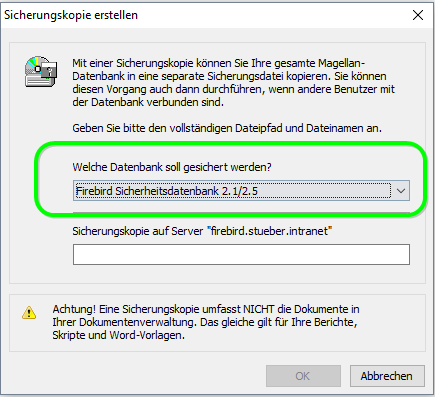 Sicherungskopie erstellen
Mit einer Sicherungskopie können Sie Ihre gesamte Magellan-
Datenbank in eine separate Sicherungsdatei kopieren. Sie können
diesen Vorgang auch dann durchführen, wenn andere Benutzer mit
der Datenbank verbunden sind.
Geben Sie bitte den vollständigen Dateipfad und Dateinamen an.
Welche Datenbank soll gesichert werden?
Firebird Sicherheitsdatenbank 2.1/2.5
Sicherungskopie auf Server "firebird.stueber.intranet"
Achtung! Eine Sicherungskopie umfasst NICHT die Dokumente in
Ihrer Dokumentenverwaltung. Das gleiche gilt für Ihre Berichte,
Skripte und Word-Vorlagen.
OK
Abbrechen